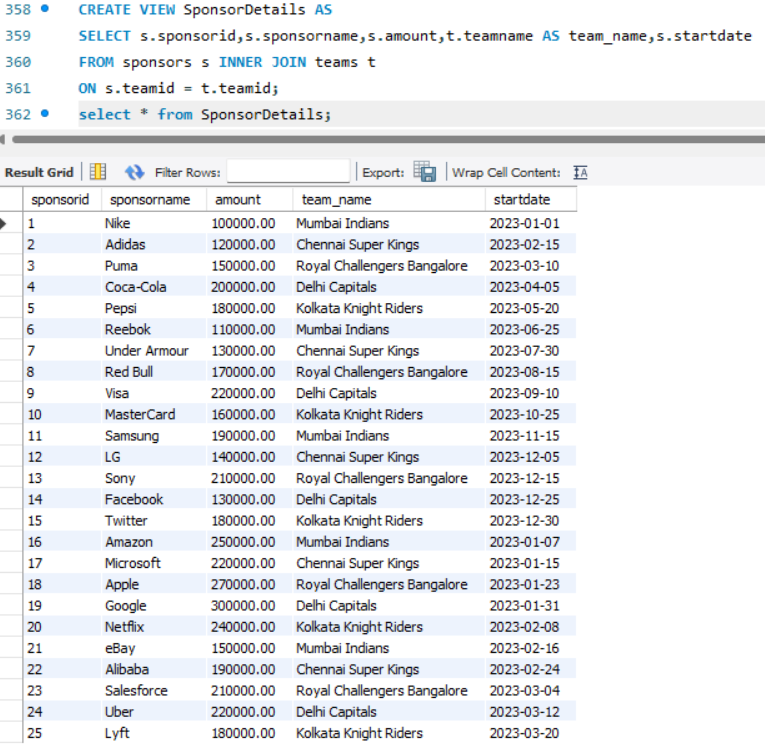 358 CREATE VIEW SponsorDetails AS
359 SELECT s.sponsorid,s.sponsorname,s.amount,t.teamname AS team_name,s.startdate
360 FROM sponsors s INNER JOIN teams t
361 ON s.teamid = t.teamid;
362 select * from SponsorDetails;
Result Grid Filter Rows: Export: Wrap Cell Content: IA
sponsorid sponsorname amount team_name startdate
1 Nike 100000.00 Mumbai Indians 2023-01-01
2 Adidas 120000.00 Chennai Super Kings 2023-02-15
3 Puma 150000.00 Royal Challengers Bangalore 2023-03-10
4 Coca-Cola 200000.00 Delhi Capitals 2023-04-05
5 Pepsi 180000.00 Kolkata Knight Riders 2023-05-20
6 Reebok 110000.00 Mumbai Indians 2023-06-25
7 Under Armour 130000.00 Chennai Super Kings 2023-07-30
8 Red Bull 170000.00 Royal Challengers Bangalore 2023-08-15
9 Visa 220000.00 Delhi Capitals 2023-09-10
10 MasterCard 160000.00 Kolkata Knight Riders 2023-10-25
11 Samsung 190000.00 Mumbai Indians 2023-11-15
12 LG 140000.00 Chennai Super Kings 2023-12-05
13 Sony 210000.00 Royal Challengers Bangalore 2023-12-15
14 Facebook 130000.00 Delhi Capitals 2023-12-25
15 Twitter 180000.00 Kolkata Knight Riders 2023-12-30
16 Amazon 250000.00 Mumbai Indians 2023-01-07
17 Microsoft 220000.00 Chennai Super Kings 2023-01-15
18 Apple 270000.00 Royal Challengers Bangalore 2023-01-23
19 Google 300000.00 Delhi Capitals 2023-01-31
20 Netflix 240000.00 Kolkata Knight Riders 2023-02-08
21 eBay 150000.00 Mumbai Indians 2023-02-16
22 Alibaba 190000.00 Chennai Super Kings 2023-02-24
23 Salesforce 210000.00 Royal Challengers Bangalore 2023-03-04
24 Uber 220000.00 Delhi Capitals 2023-03-12
25 Lyft 180000.00 Kolkata Knight Riders 2023-03-20